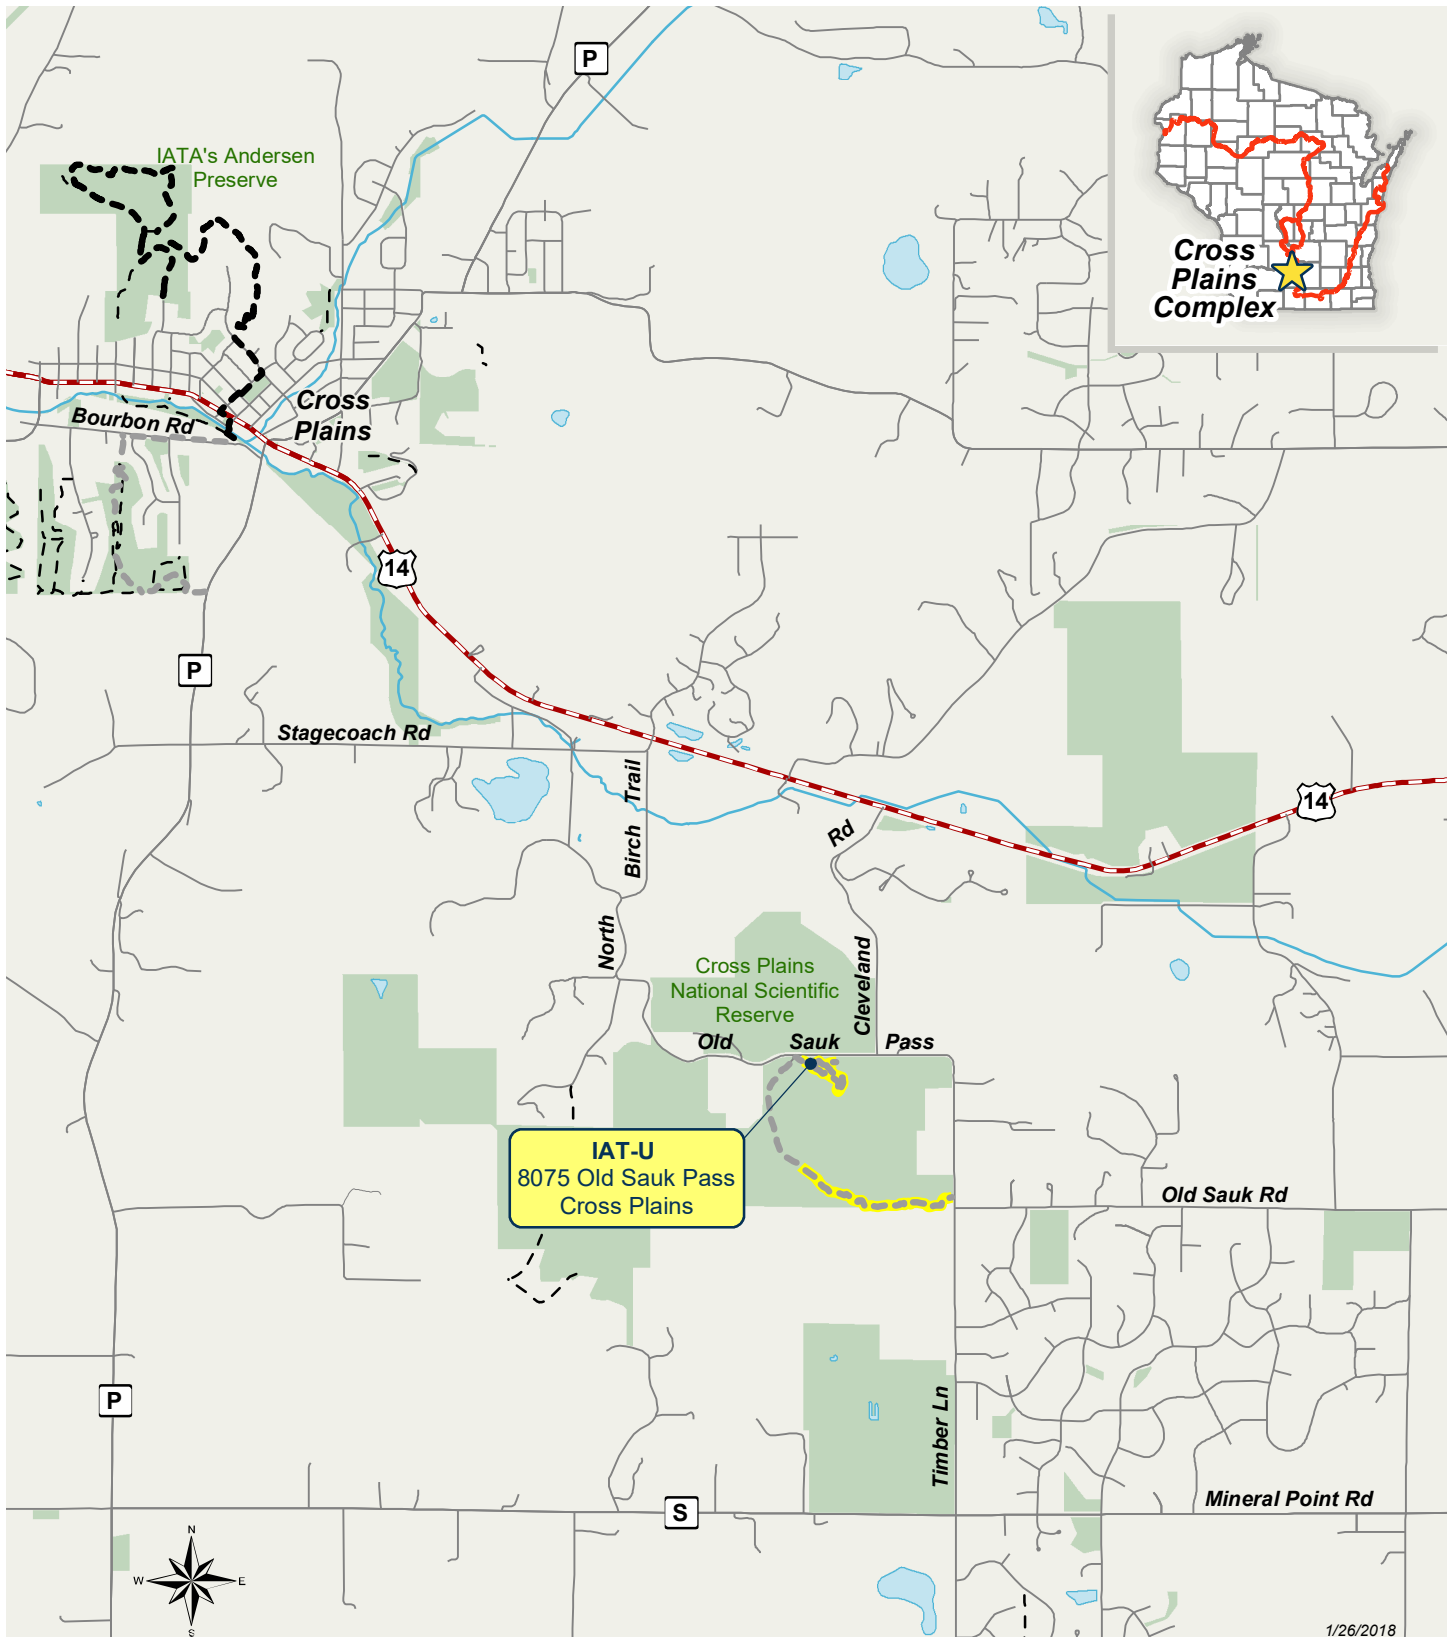 P
IATA's Andersen
Preserve
Cross
Plains
Complex
Cross
Plains
Bourbon Rd
14
P
Stagecoach Rd
Birch Trail
North
14
Cleveland Rd
Cross Plains
National Scientific
Reserve
Old Sauk Pass
IAT-U
8075 Old Sauk Pass
Cross Plains
Old Sauk Rd
P
Timber Ln
S
Mineral Point Rd
N
W E
S
1/26/2018